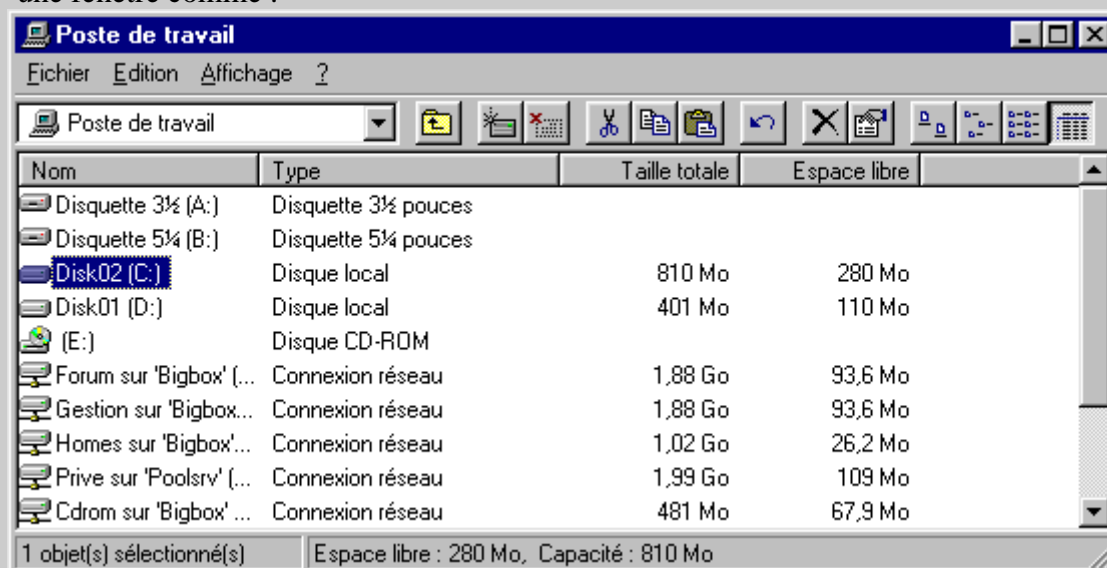 une fenêtre comme :
Poste de travail
Fichier Edition Affichage ?
Poste de travail
Nom Type Taille totale Espace libre
Disquette 3½ (A:) Disquette 3½ pouces
Disquette 5¼ (B:) Disquette 5¼ pouces
Disk02 (C:) Disque local 810 Mo 280 Mo
Disk01 (D:) Disque local 401 Mo 110 Mo
(E:) Disque CD-ROM
Forum sur 'Bigbox' (... Connexion réseau 1,88 Go 93,6 Mo
Gestion sur 'Bigbox... Connexion réseau 1,88 Go 93,6 Mo
Homes sur 'Bigbox'... Connexion réseau 1,02 Go 26,2 Mo
Prive sur 'Poolsrv' (... Connexion réseau 1,99 Go 109 Mo
Cdrom sur 'Bigbox' ... Connexion réseau 481 Mo 67,9 Mo
1 objet(s) sélectionné(s) Espace libre : 280 Mo, Capacité : 810 Mo